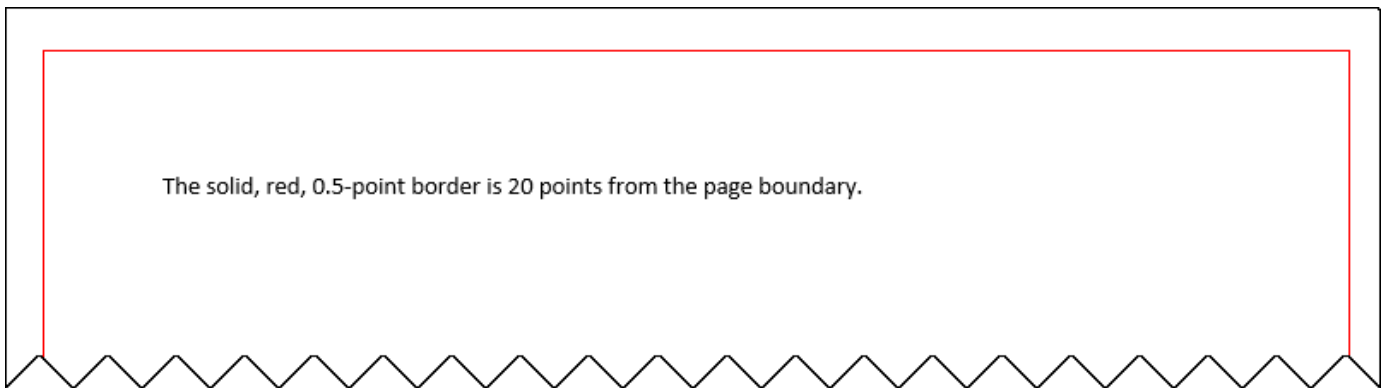 The solid, red, 0.5-point border is 20 points from the page boundary.